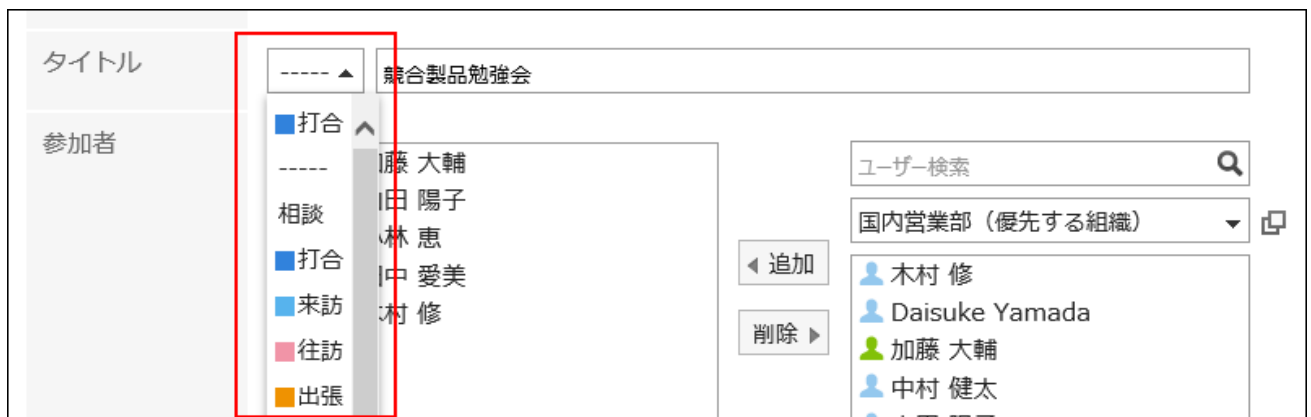 タイトル
----- ▲
競合製品勉強会
打合
-----
相談
打合
来訪
往訪
出張
参加者
藤 大輔
田 陽子
林 恵
中 愛美
村 修
追加
削除
ユーザー検索
国内営業部（優先する組織）
木村 修
Daisuke Yamada
加藤 大輔
中村 健太